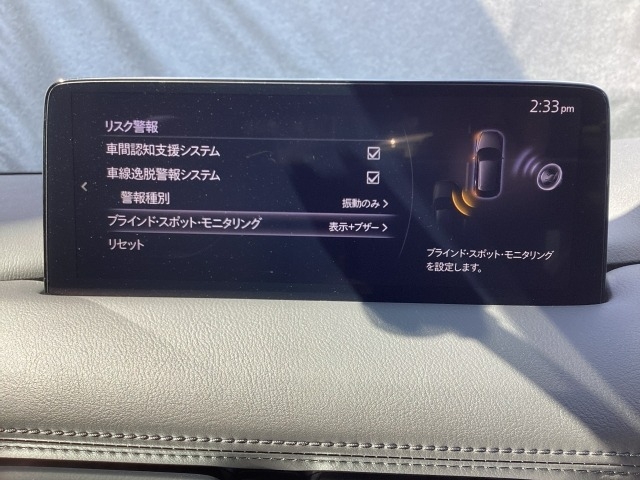 2:33pm
リスク警報
車間認知支援システム
車線逸脱警報システム
警報種別 振動のみ
ブラインド・スポット・モニタリング 表示+ブザー
リセット
ブラインド・スポット・モニタリング
を設定します。